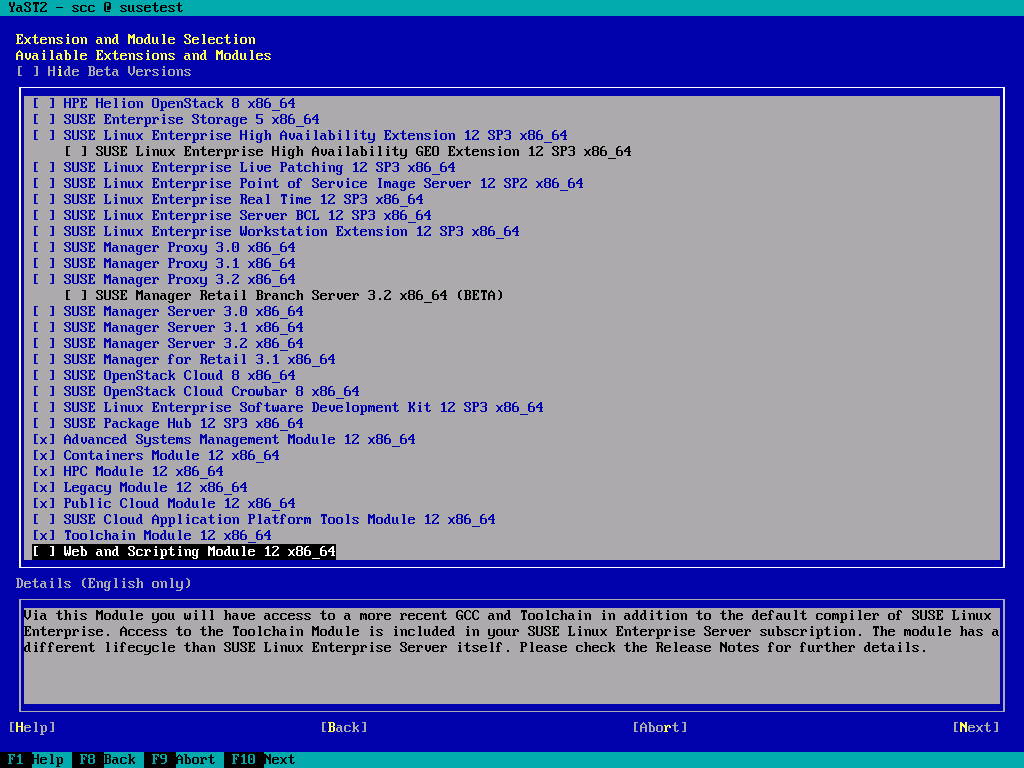 YaST2 - scc @ susetest
Extension and Module Selection
Available Extensions and Modules
[ ] Hide Beta Versions
[ ] HPE Helion OpenStack 8 x86_64
[ ] SUSE Enterprise Storage 5 x86_64
[ ] SUSE Linux Enterprise High Availability Extension 12 SP3 x86_64
[ ] SUSE Linux Enterprise High Availability GEO Extension 12 SP3 x86_64
[ ] SUSE Linux Enterprise Live Patching 12 SP3 x86_64
[ ] SUSE Linux Enterprise Point of Service Image Server 12 SP2 x86_64
[ ] SUSE Linux Enterprise Real Time 12 SP3 x86_64
[ ] SUSE Linux Enterprise Server BCL 12 SP3 x86_64
[ ] SUSE Linux Enterprise Workstation Extension 12 SP3 x86_64
[ ] SUSE Manager Proxy 3.0 x86_64
[ ] SUSE Manager Proxy 3.1 x86_64
[ ] SUSE Manager Proxy 3.2 x86_64
[ ] SUSE Manager Retail Branch Server 3.2 x86_64 (BETA)
[ ] SUSE Manager Server 3.0 x86_64
[ ] SUSE Manager Server 3.1 x86_64
[ ] SUSE Manager Server 3.2 x86_64
[ ] SUSE Manager for Retail 3.1 x86_64
[ ] SUSE OpenStack Cloud 8 x86_64
[ ] SUSE OpenStack Cloud Crowbar 8 x86_64
[ ] SUSE Linux Enterprise Software Development Kit 12 SP3 x86_64
[ ] SUSE Package Hub 12 SP3 x86_64
[x] Advanced Systems Management Module 12 x86_64
[x] Containers Module 12 x86_64
[x] HPC Module 12 x86_64
[x] Legacy Module 12 x86_64
[x] Public Cloud Module 12 x86_64
[ ] SUSE Cloud Application Platform Tools Module 12 x86_64
[x] Toolchain Module 12 x86_64
[ ] Web and Scripting Module 12 x86_64
Details (English only)
Via this Module you will have access to a more recent GCC and Toolchain in addition to the default compiler of SUSE Linux
Enterprise. Access to the Toolchain Module is included in your SUSE Linux Enterprise Server subscription. The module has a
different lifecycle than SUSE Linux Enterprise Server itself. Please check the Release Notes for further details.
[Help] [Back] [Abort] [Next]
F1 Help F8 Back F9 Abort F10 Next